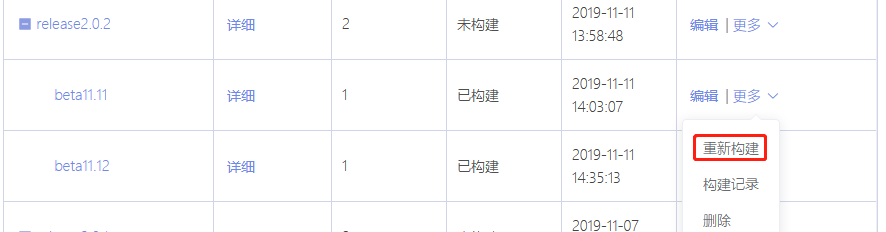 release2.0.2 详细 2 未构建 2019-11-11 13:58:48 编辑 | 更多
beta11.11 详细 1 已构建 2019-11-11 14:03:07 编辑 | 更多
重新构建
beta11.12 详细 1 已构建 2019-11-11 14:35:13
构建记录
删除
2019-11-07